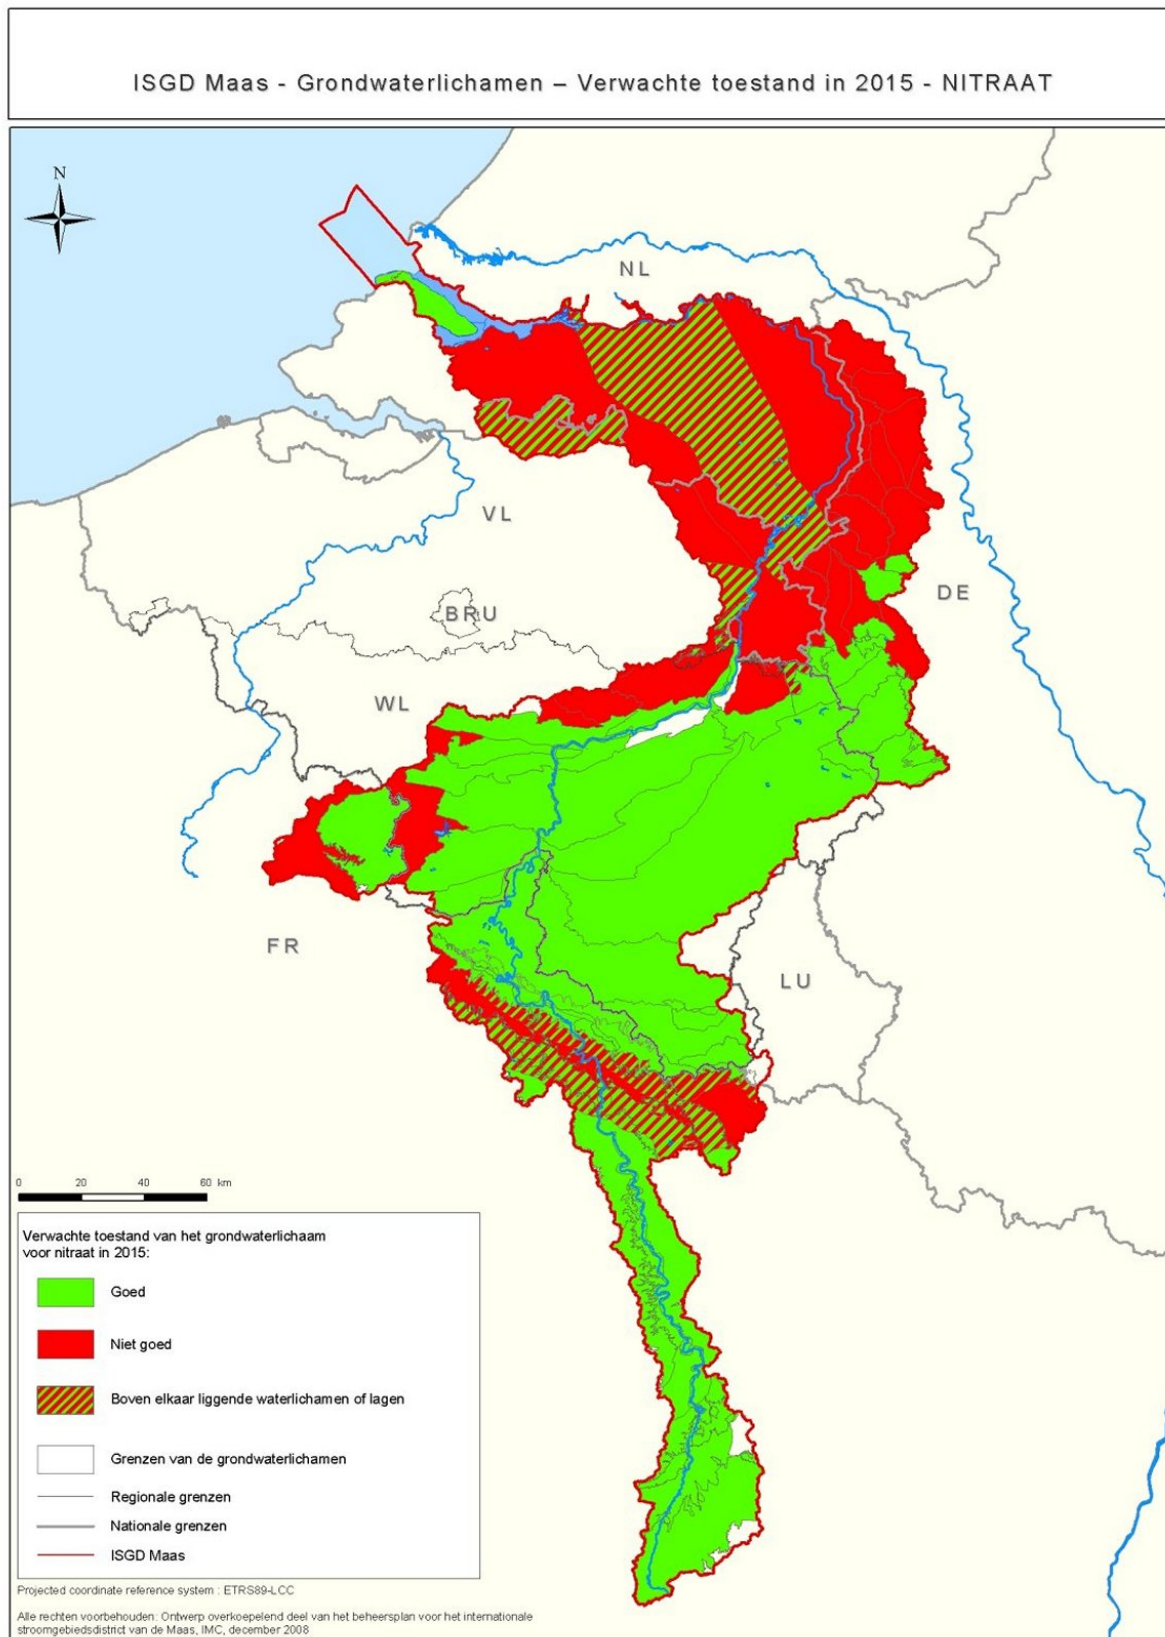 ISGD Maas - Grondwaterlichamen – Verwachte toestand in 2015 - NITRAAT
N
NL
VL
BRU
DE
WL
FR
LU
0 20 40 60 km
Verwachte toestand van het grondwaterlichaam
voor nitraat in 2015:
Goed
Niet goed
Boven elkaar liggende waterlichamen of lagen
Grenzen van de grondwaterlichamen
Regionale grenzen
Nationale grenzen
ISGD Maas
Projected coordinate reference system : ETRS89-LCC
Alle rechten voorbehouden: Ontwerp overkoepelend deel van het beheersplan voor het internationale
stroomgebiedsdistrict van de Maas, IMC, december 2008